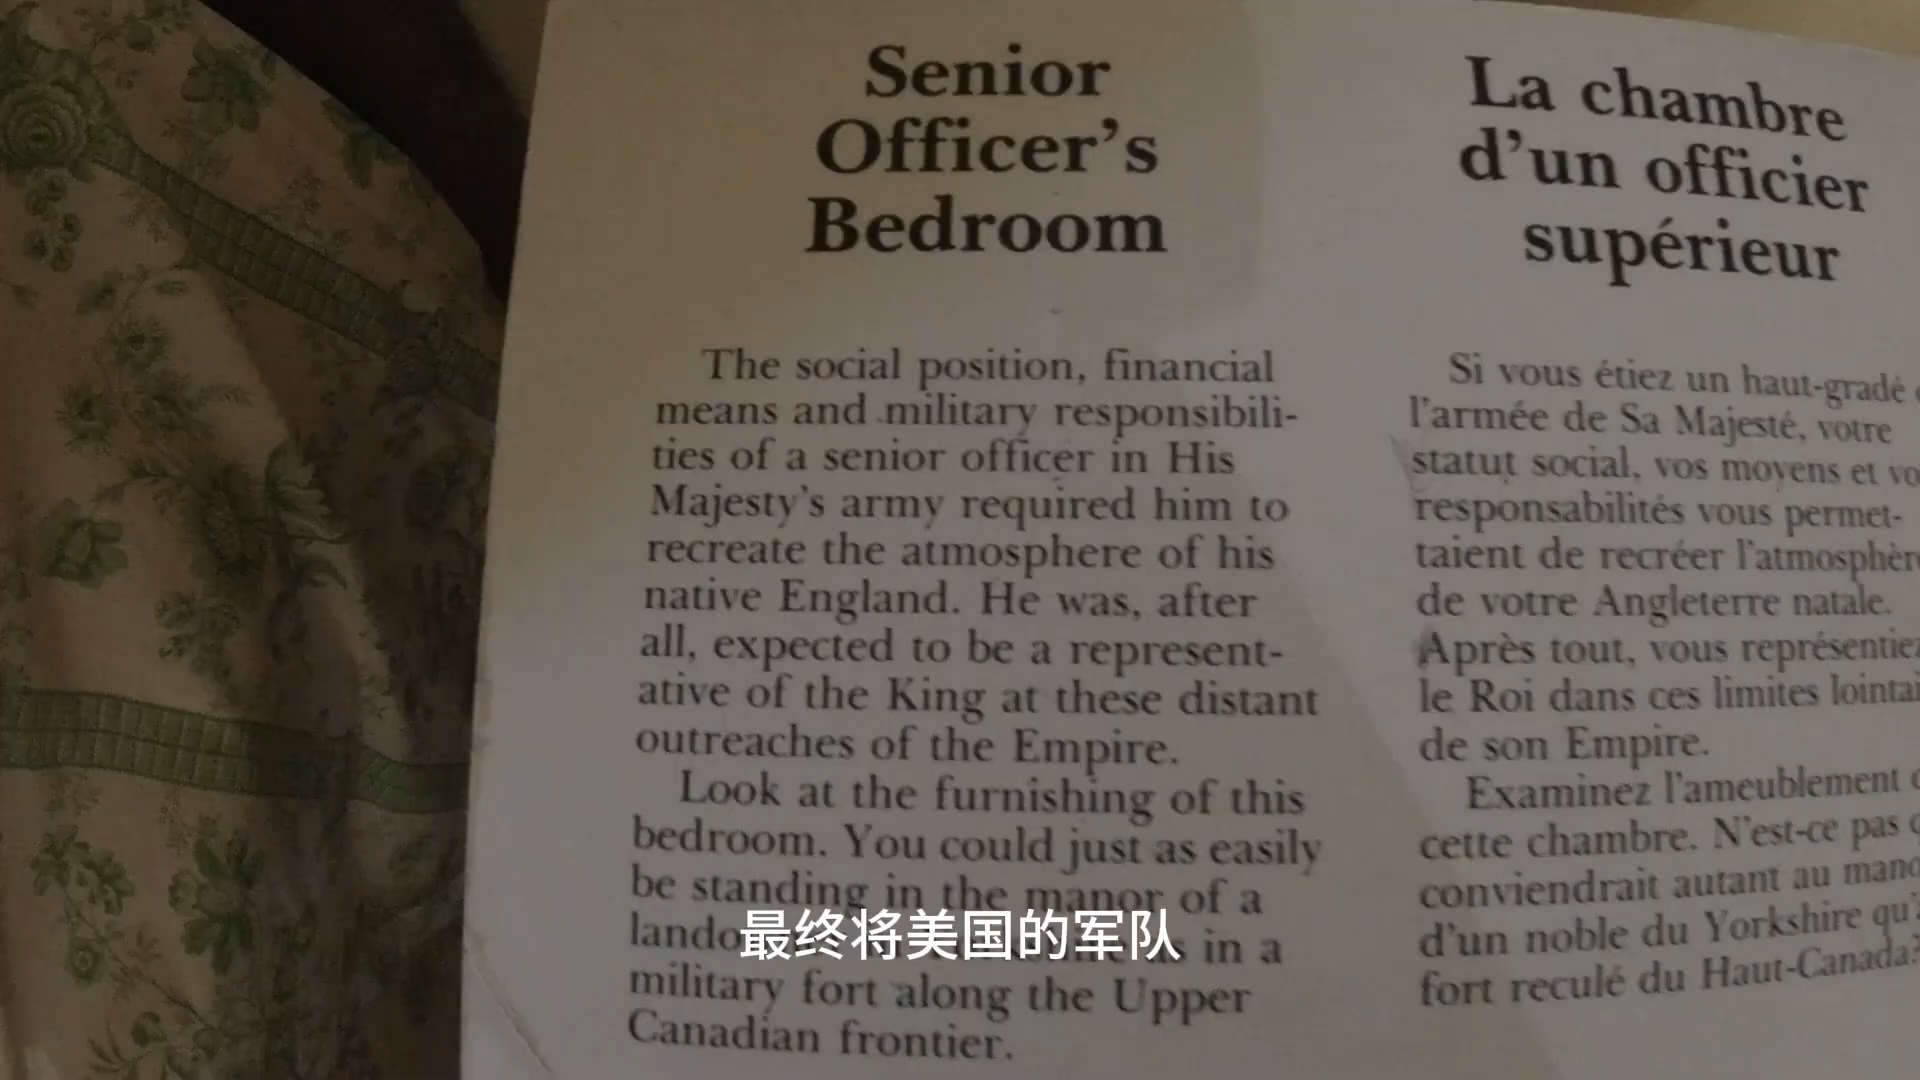 Senior
Officer's
Bedroom
The social position, financial
means and military responsibili-
ties of a senior officer in His
Majesty's army required him to
recreate the atmosphere of his
native England. He was, after
all, expected to be a represent-
ative of the King at these distant
outreaches of the Empire.
Look at the furnishing of this
bedroom. You could just as easily
be standing in the manor of a
in a
military fort along the Upper
Canadian frontier.
La chambre
d'un officier
supérieur
Si vous étiez un haut-gradé
l'armée de Sa Majesté, votre
statut social, vos moyens et
responsabilités vous permet-
taient de recréer l'atmosphère
de votre Angleterre natale.
Après tout, vous représentiez
le Roi dans ces limites
de son Empire.
Examinez l'ameublement
cette chambre. N'est-ce pas
conviendrait autant au
d'un noble du Yorkshire
fort reculé du Haut-Canada?
最终将美国的军队